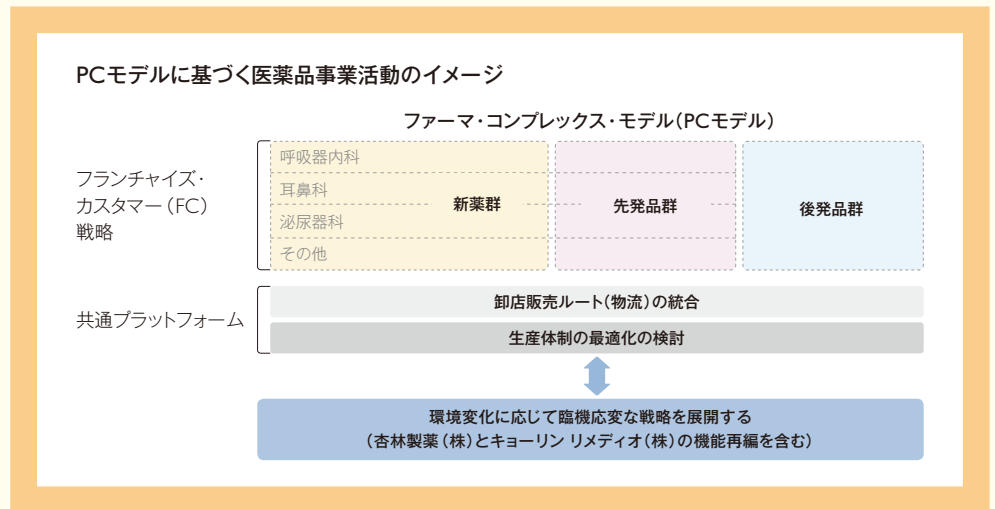 PCモデルに基づく医薬品事業活動のイメージ
ファーマ・コンプレックス・モデル（PCモデル）
フランチャイズ・
カスタマー（FC）
戦略
呼吸器内科
耳鼻科
泌尿器科
その他
新薬群
先発品群
後発品群
共通プラットフォーム
卸店販売ルート（物流）の統合
生産体制の最適化の検討
環境変化に応じて臨機応変な戦略を展開する
（杏林製薬（株）とキョーリン リメディオ（株）の機能再編を含む）